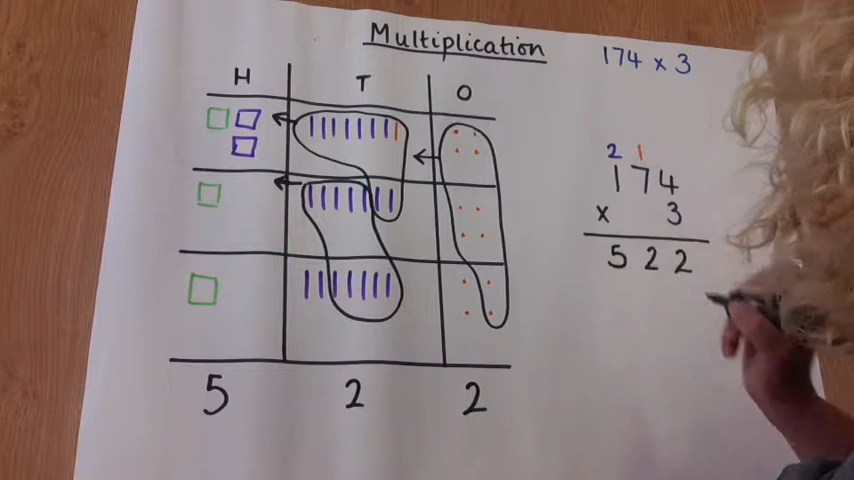 Multiplication
174 x 3
H T O
2 1
174
x 3
522
5 2 2